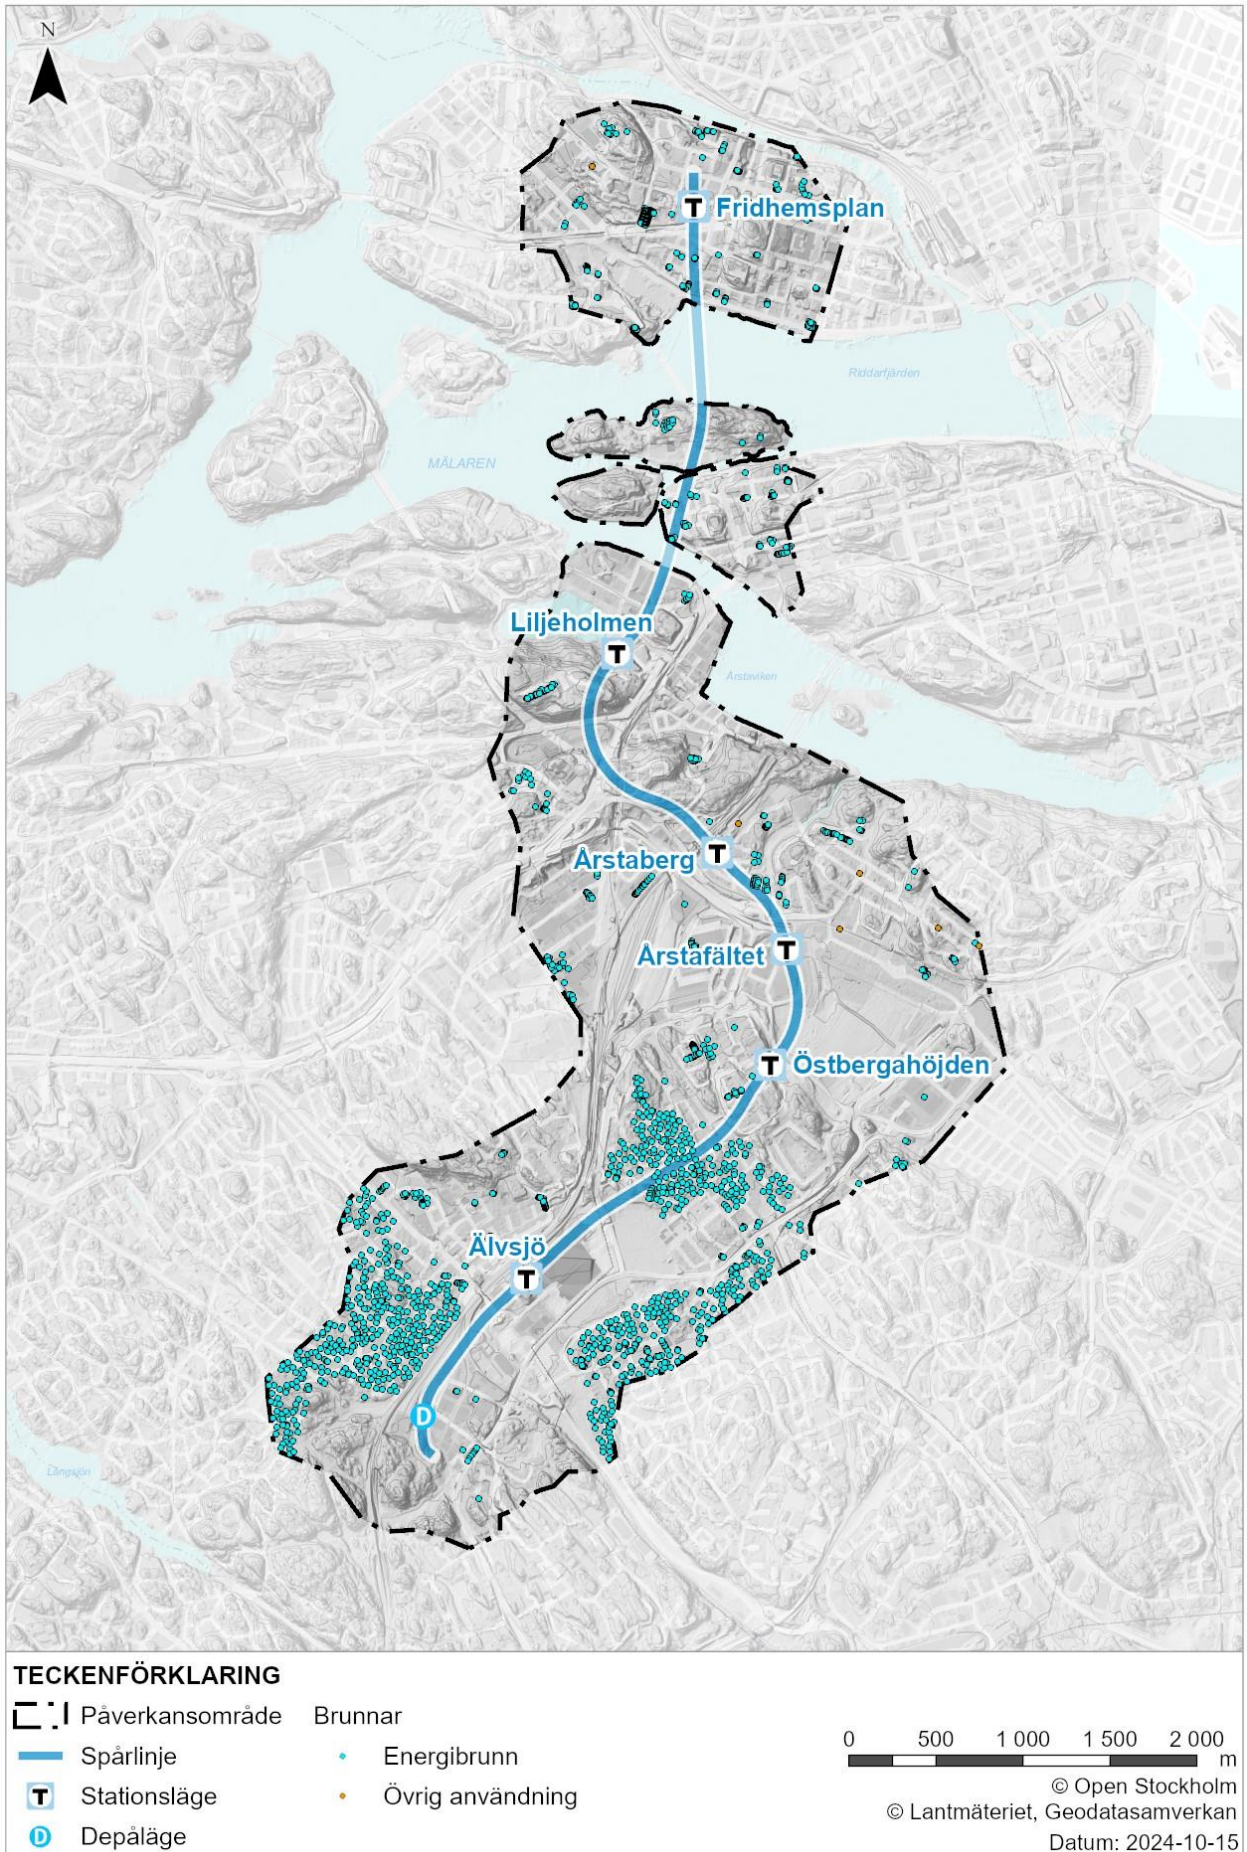 N
Fridhemsplan
Riddarfjärden
MÄLAREN
Liljeholmen
Årstaviken
Årstaberg
Årstafältet
Östbergahöjden
Älvsjö
D
Långsjön
TECKENFÖRKLARING
Påverkansområde Brunnar
Spårlinje Energibrunn
T Stationsläge Övrig användning
D Depåläge
0 500 1 000 1 500 2 000
m
© Open Stockholm
© Lantmäteriet, Geodatasamverkan
Datum: 2024-10-15